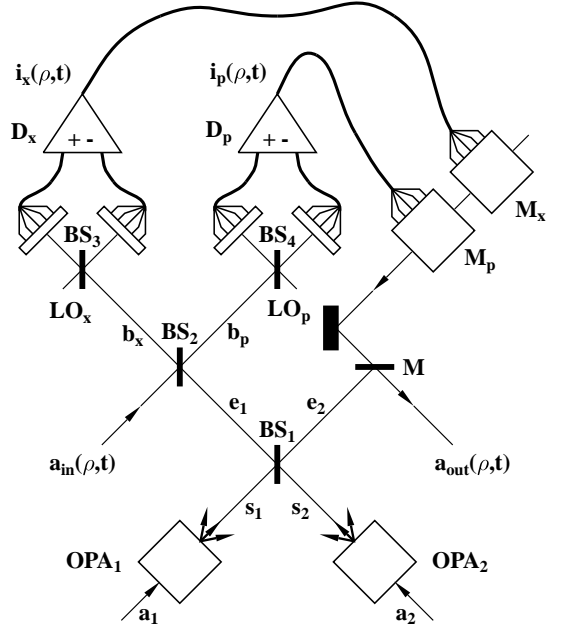 i_x(ρ,t)
i_p(ρ,t)
D_x
+ -
D_p
+ -
M_x
BS_3
BS_4
M_p
LO_x
LO_p
BS_2
b_x
b_p
M
e_1
e_2
BS_1
a_in(ρ,t)
a_out(ρ,t)
s_1
s_2
OPA_1
OPA_2
a_1
a_2